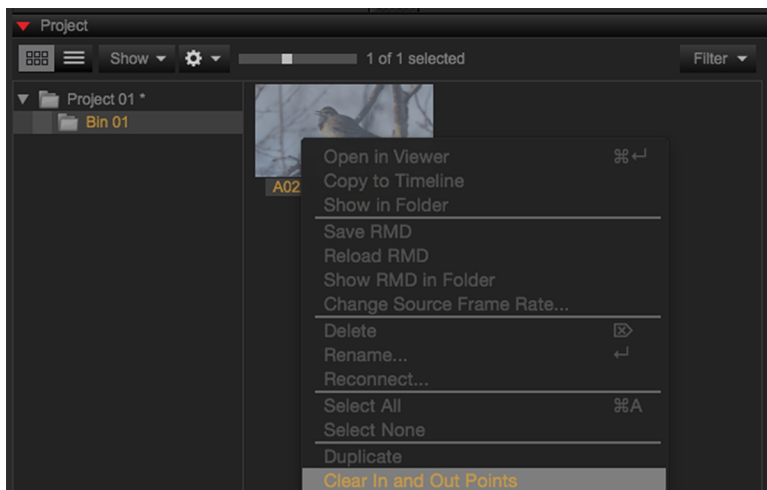 Project
Show 1 of 1 selected Filter
Project 01 *
Bin 01
A02
Open in Viewer ⌘↵
Copy to Timeline
Show in Folder
Save RMD
Reload RMD
Show RMD in Folder
Change Source Frame Rate...
Delete ⌦
Rename... ↵
Reconnect...
Select All ⌘A
Select None
Duplicate
Clear In and Out Points